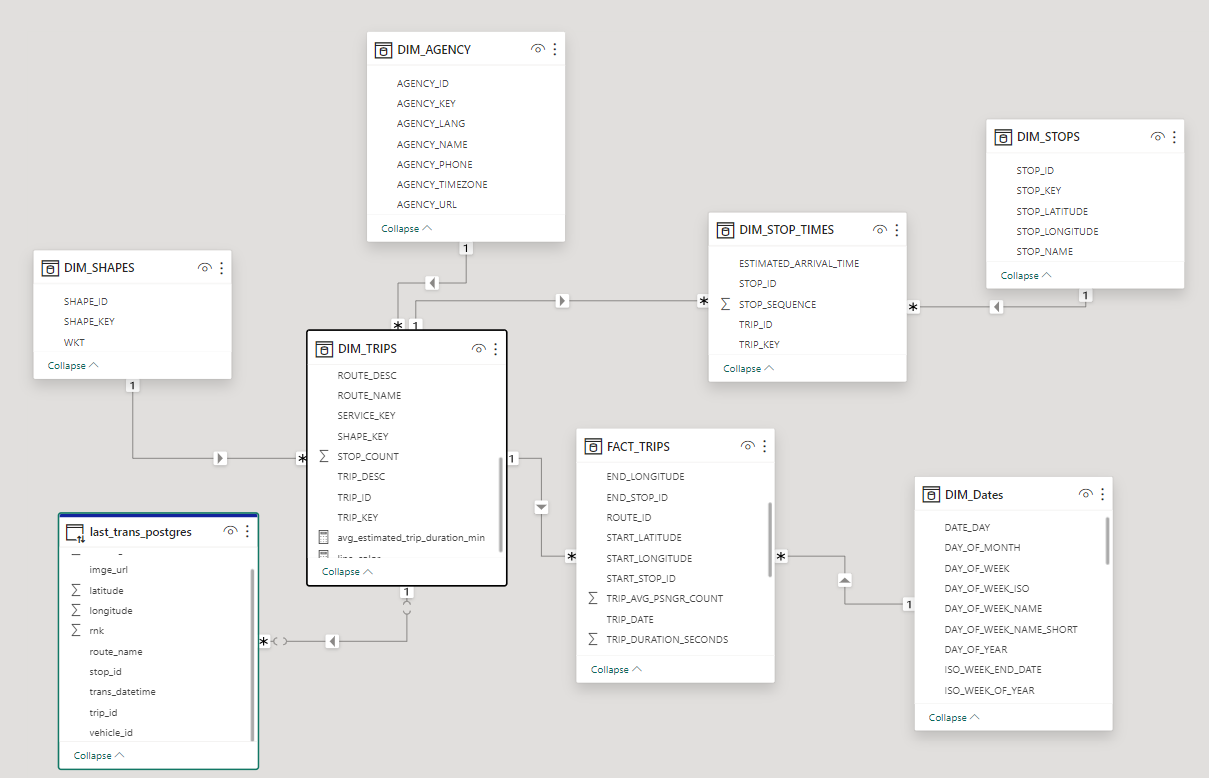 DIM_AGENCY
AGENCY_ID
AGENCY_KEY
AGENCY_LANG
AGENCY_NAME
AGENCY_PHONE
AGENCY_TIMEZONE
AGENCY_URL
Collapse
1
DIM_STOPS
STOP_ID
STOP_KEY
STOP_LATITUDE
STOP_LONGITUDE
STOP_NAME
Collapse
1
DIM_STOP_TIMES
ESTIMATED_ARRIVAL_TIME
STOP_ID
∑ STOP_SEQUENCE
TRIP_ID
TRIP_KEY
Collapse
*
*
DIM_SHAPES
SHAPE_ID
SHAPE_KEY
WKT
Collapse
1
* 1
DIM_TRIPS
ROUTE_DESC
ROUTE_NAME
SERVICE_KEY
SHAPE_KEY
∑ STOP_COUNT
TRIP_DESC
TRIP_ID
TRIP_KEY
avg_estimated_trip_duration_min
Collapse
*
1
1
FACT_TRIPS
END_LONGITUDE
END_STOP_ID
ROUTE_ID
START_LATITUDE
START_LONGITUDE
START_STOP_ID
∑ TRIP_AVG_PSNGR_COUNT
TRIP_DATE
∑ TRIP_DURATION_SECONDS
Collapse
*
*
DIM_Dates
DATE_DAY
DAY_OF_MONTH
DAY_OF_WEEK
DAY_OF_WEEK_ISO
DAY_OF_WEEK_NAME
DAY_OF_WEEK_NAME_SHORT
DAY_OF_YEAR
ISO_WEEK_END_DATE
ISO_WEEK_OF_YEAR
Collapse
1
last_trans_postgres
imge_url
∑ latitude
∑ longitude
∑ rnk
route_name
stop_id
trans_datetime
trip_id
vehicle_id
Collapse
*